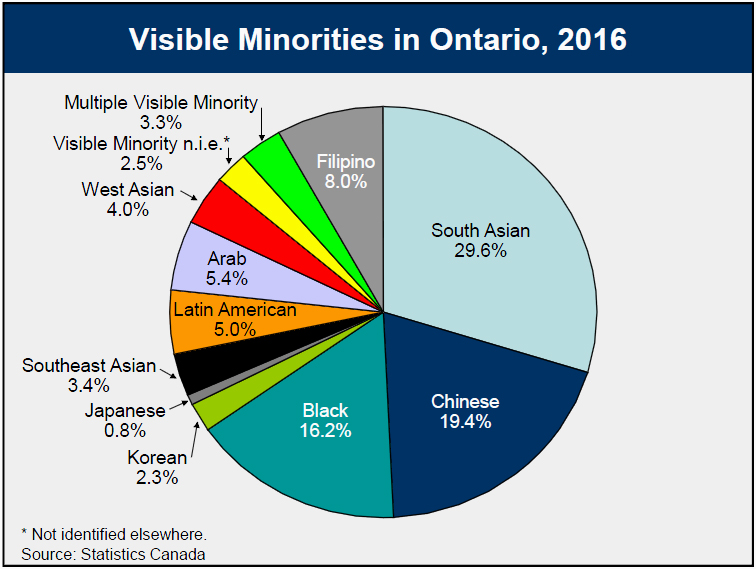 Visible Minorities in Ontario, 2016
Multiple Visible Minority
3.3%
Visible Minority n.i.e.*
2.5%
West Asian
4.0%
Filipino
8.0%
South Asian
29.6%
Arab
5.4%
Latin American
5.0%
Southeast Asian
3.4%
Japanese
0.8%
Korean
2.3%
Black
16.2%
Chinese
19.4%
* Not identified elsewhere.
Source: Statistics Canada